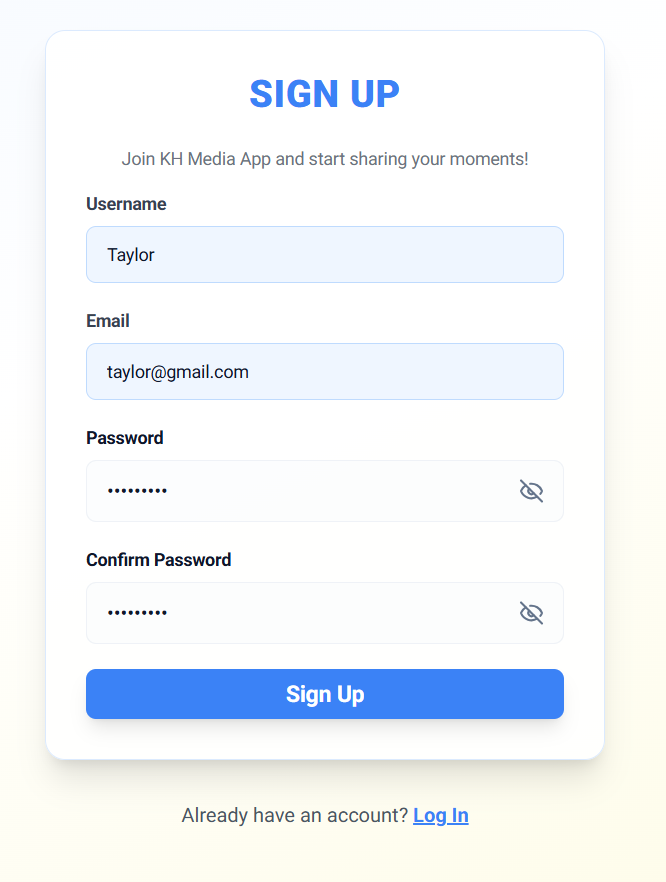 SIGN UP
Join KH Media App and start sharing your moments!
Username
Taylor
Email
taylor@gmail.com
Password
•••••••••
Confirm Password
•••••••••
Sign Up
Already have an account? Log In